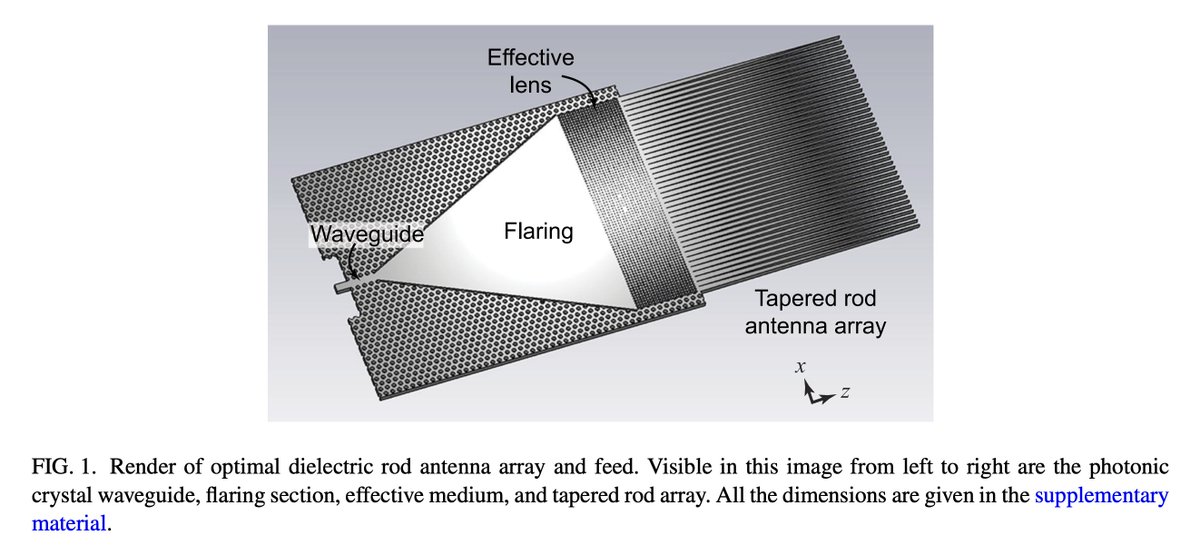 Effective
lens
Waveguide
Flaring
Tapered rod
antenna array
x
z
FIG. 1. Render of optimal dielectric rod antenna array and feed. Visible in this image from left to right are the photonic
crystal waveguide, flaring section, effective medium, and tapered rod array. All the dimensions are given in the supplementary
material.